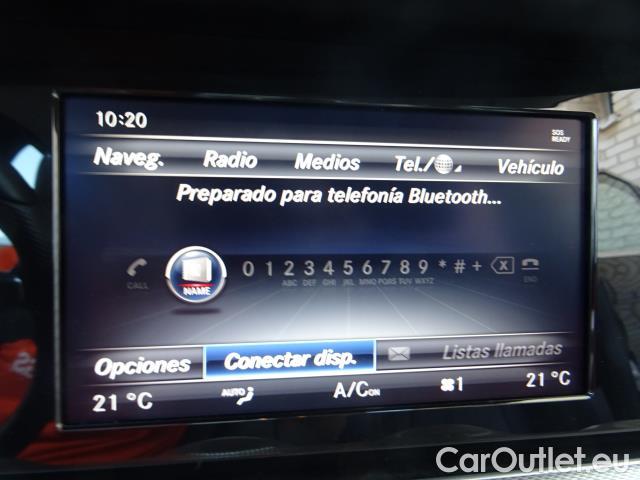 10:20
SOS
READY
Naveg. Radio Medios Tel./ Vehículo
Preparado para telefonía Bluetooth...
CALL NAME 0 1 2 3 4 5 6 7 8 9 * # + X END
ABC DEF GHI JKL MNO PQRS TUV WXYZ
Opciones Conectar disp. Listas llamadas
21 °C AUTO A/C ON 1 21 °C
CarOutlet.eu